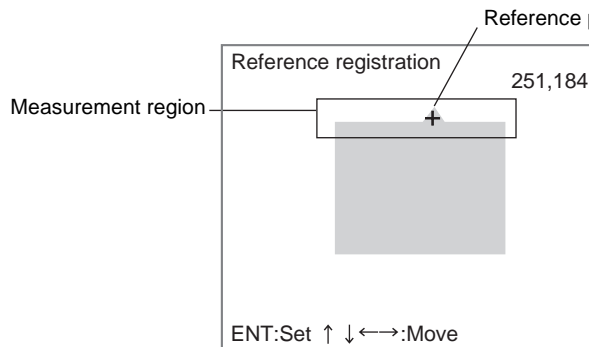 Reference p
Reference registration
251,184
Measurement region
ENT:Set ↑ ↓ ←→:Move